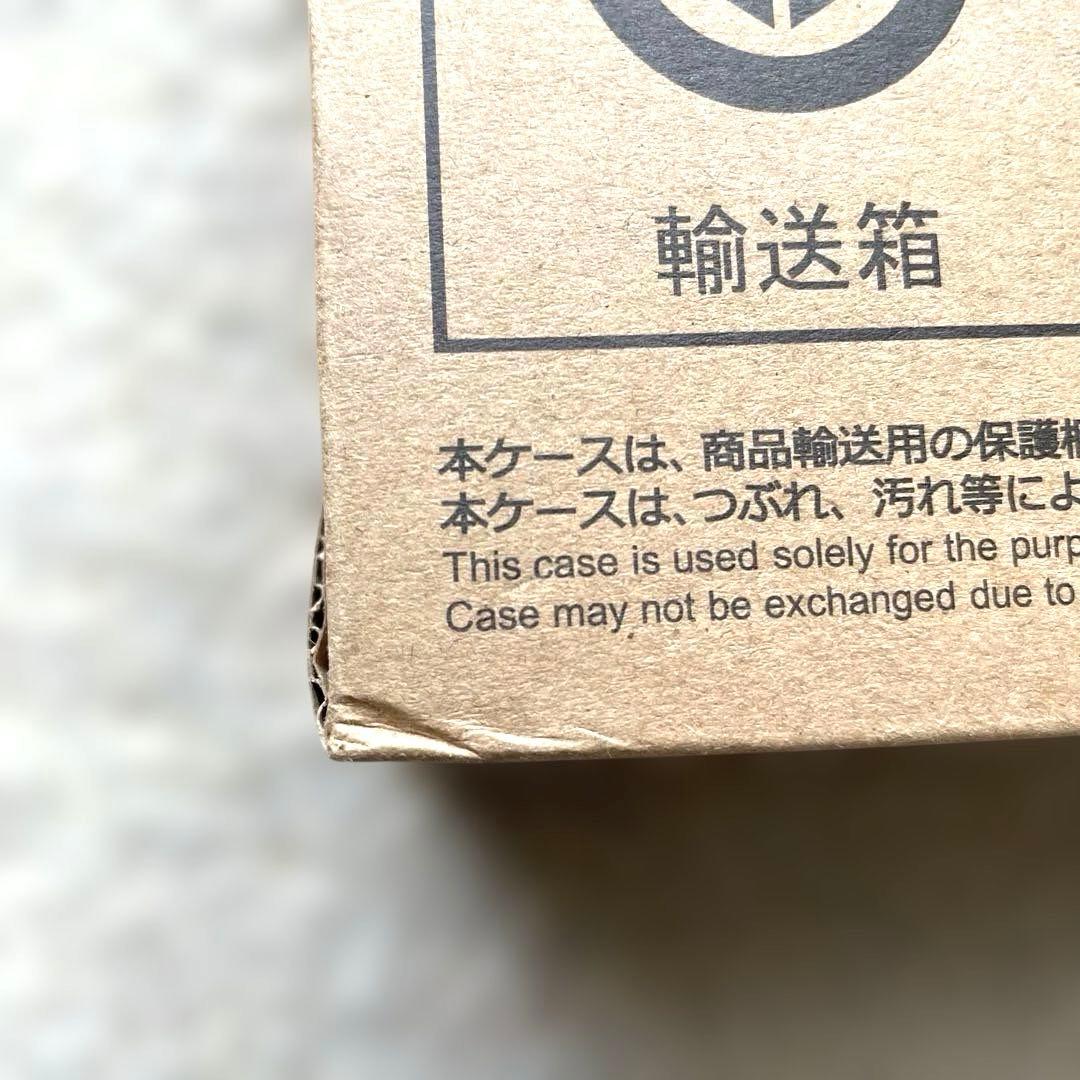 輸送箱
本ケースは、商品輸送用の保護
本ケースは、つぶれ、汚れ等によ
This case is used solely for the
Case may not be exchanged due to